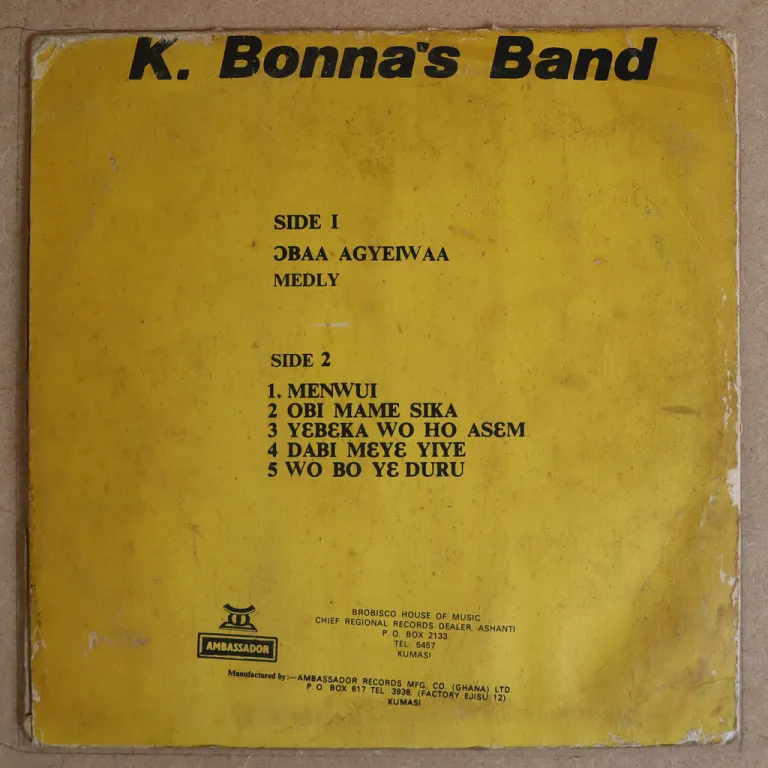 K. Bonna's Band
SIDE I
ƆBAA AGYEIWAA
MEDLY
SIDE 2
1. MENWUI
2 OBI MAME SIKA
3 YƐBƐKA WO HO ASƐM
4 DABI MƐYƐ YIYE
5 WO BO YƐ DURU
AMBASSADOR
BROBISCO HOUSE OF MUSIC
CHIEF REGIONAL RECORDS DEALER, ASHANTI
P. O. BOX 2133
TEL: 5457
KUMASI
Manufactured by:—AMBASSADOR RECORDS MFG. CO. (GHANA) LTD
P. O. BOX 617 TEL. 3938, (FACTORY EJISU 12)
KUMASI